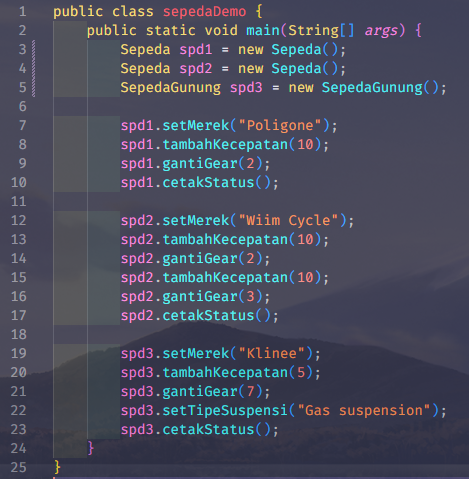 1 public class sepedaDemo {
2 public static void main(String[] args) {
3 Sepeda spd1 = new Sepeda();
4 Sepeda spd2 = new Sepeda();
5 SepedaGunung spd3 = new SepedaGunung();
6
7 spd1.setMerek("Poligone");
8 spd1.tambahKecepatan(10);
9 spd1.gantiGear(2);
10 spd1.cetakStatus();
11
12 spd2.setMerek("Wiim Cycle");
13 spd2.tambahKecepatan(10);
14 spd2.gantiGear(2);
15 spd2.tambahKecepatan(10);
16 spd2.gantiGear(3);
17 spd2.cetakStatus();
18
19 spd3.setMerek("Klinee");
20 spd3.tambahKecepatan(5);
21 spd3.gantiGear(7);
22 spd3.setTipeSuspensi("Gas suspension");
23 spd3.cetakStatus();
24 }
25 }